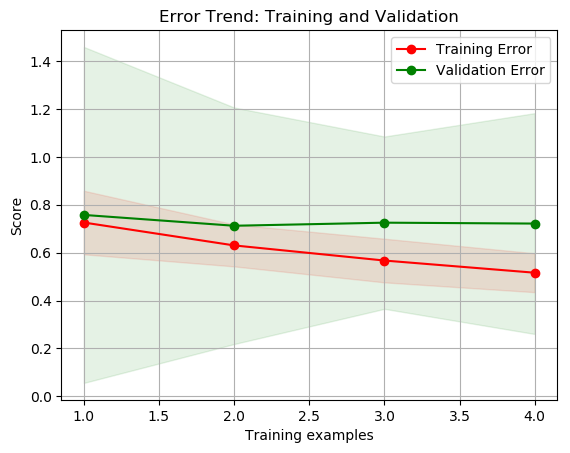 Error Trend: Training and Validation
Training Error
Validation Error
Score
1.4
1.2
1.0
0.8
0.6
0.4
0.2
0.0
1.0 1.5 2.0 2.5 3.0 3.5 4.0
Training examples